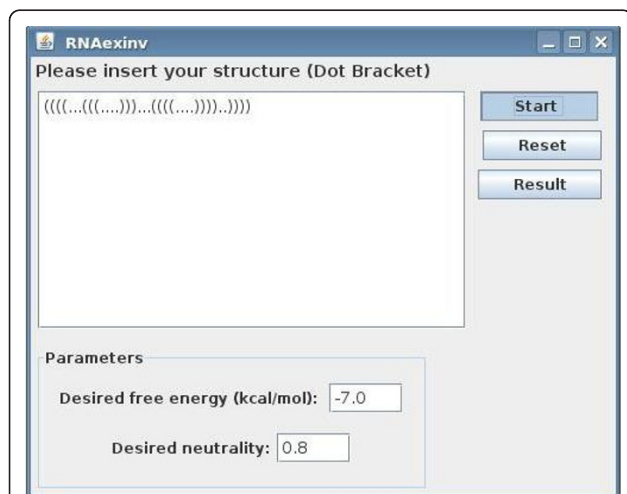 RNAexinv
Please insert your structure (Dot Bracket)
((((...(((....)))...((((....))))..))))
Start
Reset
Result
Parameters
Desired free energy (kcal/mol): -7.0
Desired neutrality: 0.8